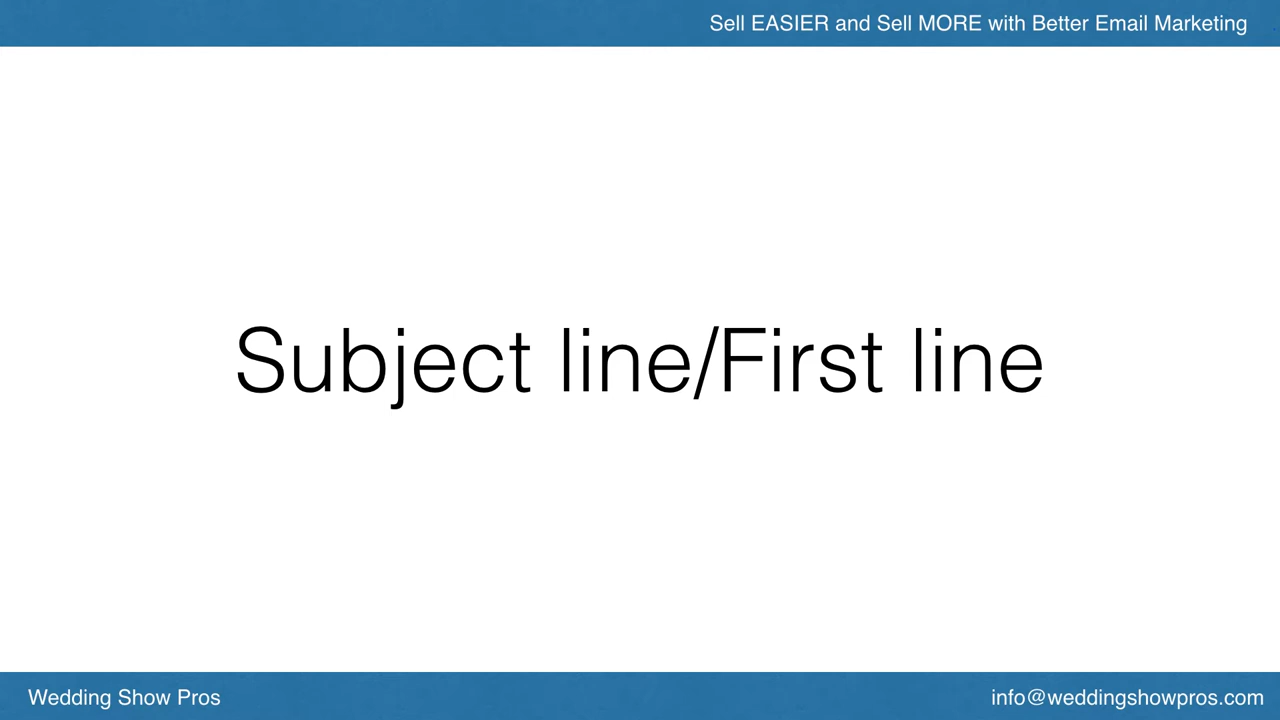 Sell EASIER and Sell MORE with Better Email Marketing
Subject line/First line
Wedding Show Pros
info@weddingshowpros.com